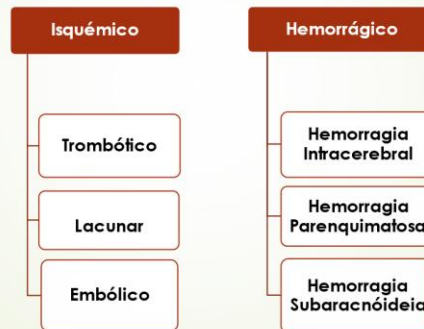 Isquémico
Trombótico
Lacunar
Embólico
Hemorrágico
Hemorragia
Intracerebral
Hemorragia
Parenquimatosa
Hemorragia
Subaracnóideia